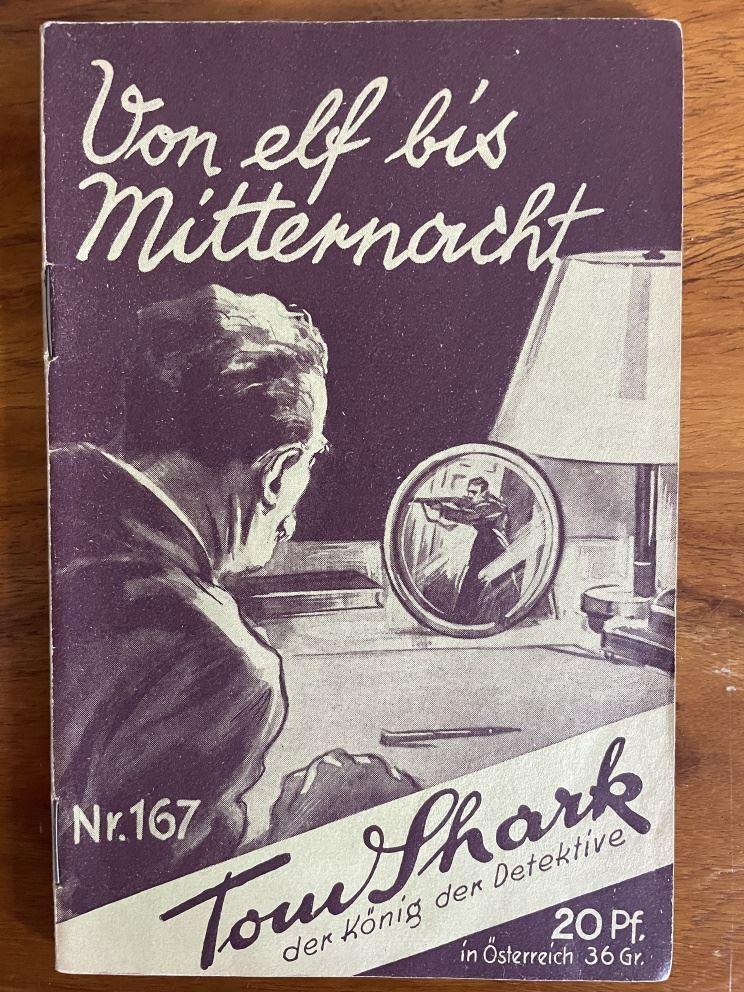 Von elf bis
Mitternacht
Nr. 167
Tom Shark
der König der Detektive
20 Pf.
in Österreich 36 Gr.